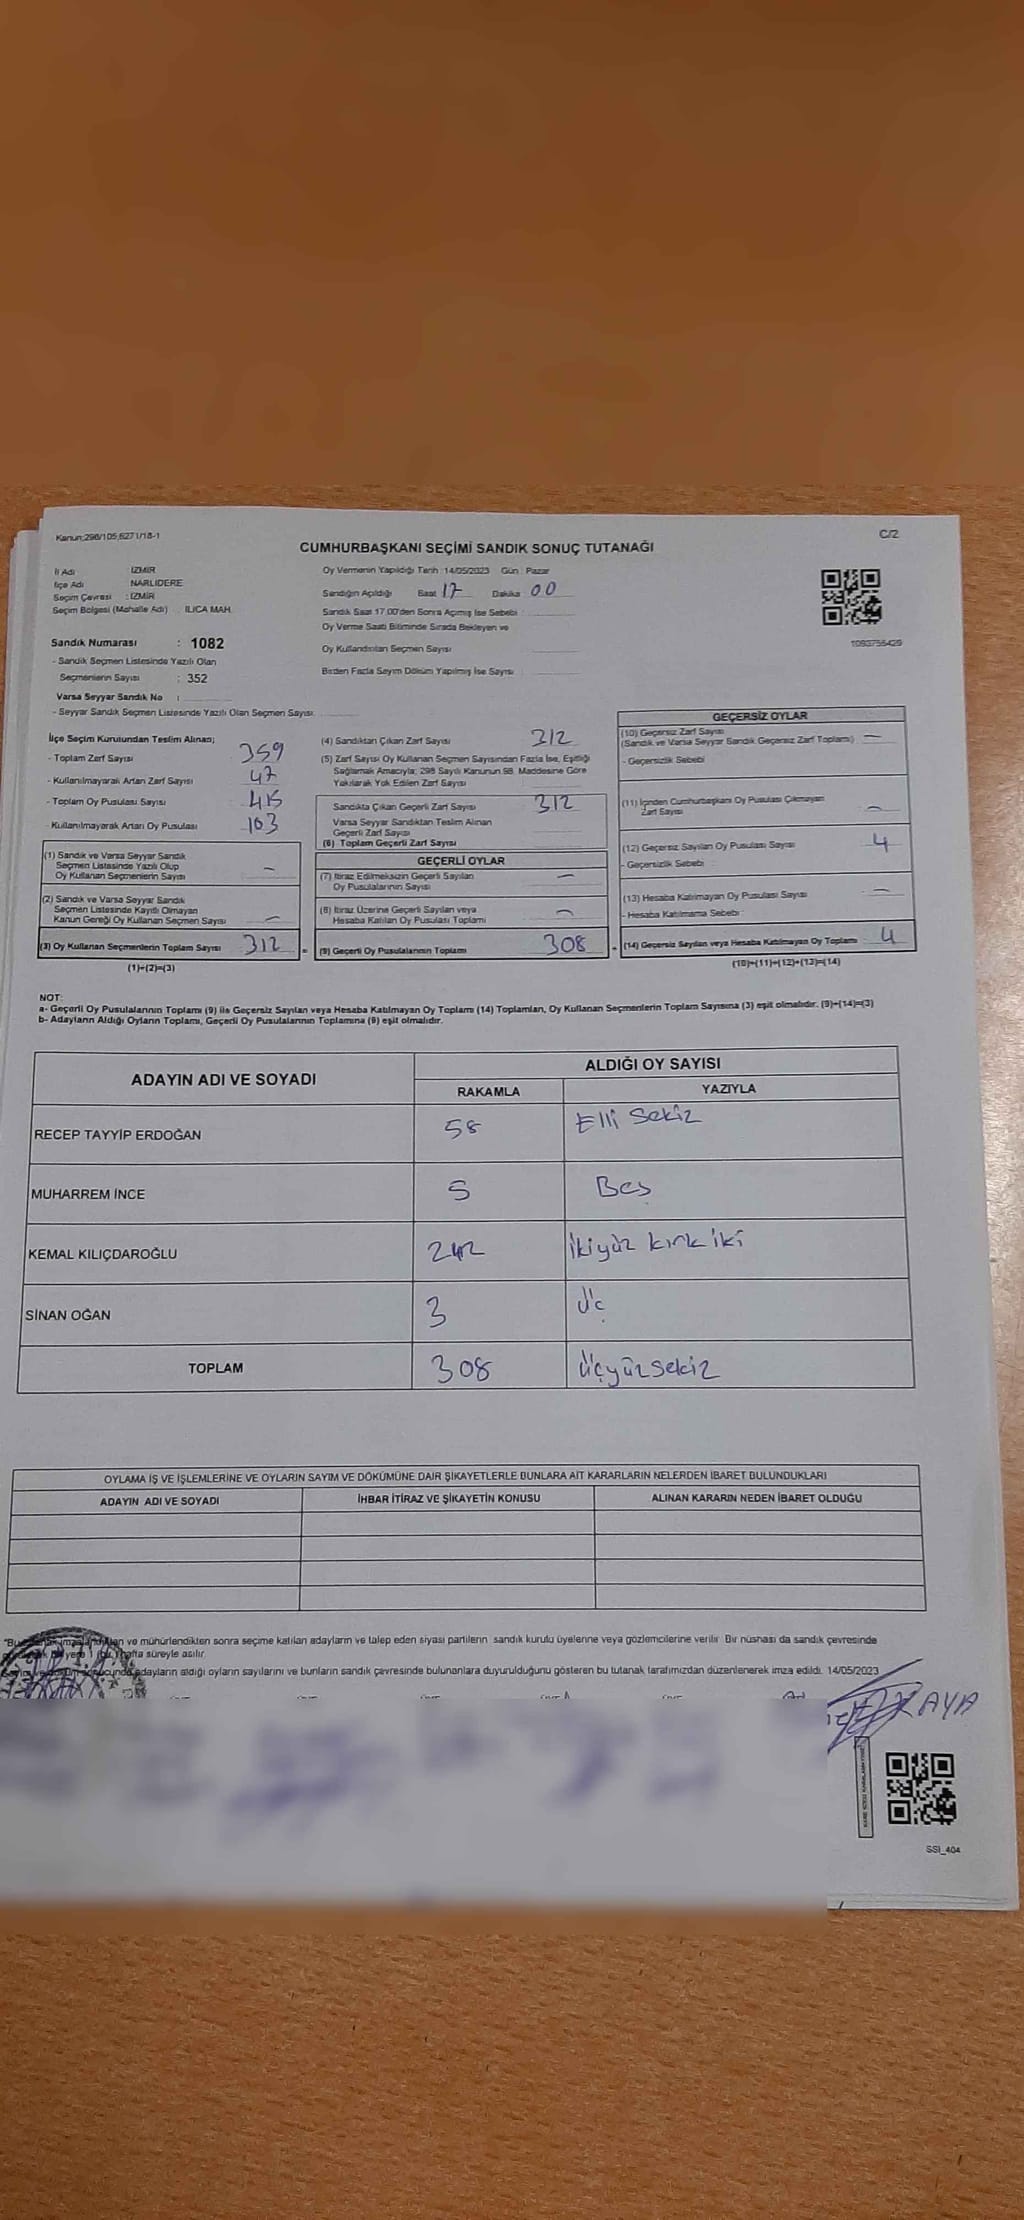 Kanun;298/105,6271/18-1
C/2
CUMHURBAŞKANI SEÇİMİ SANDIK SONUÇ TUTANAĞI
İl Adı İZMİR
İlçe Adı NARLIDERE
Seçim Çevresi : İZMİR
Seçim Bölgesi (Mahalle Adı) : ILICA MAH.
Oy Vermenin Yapıldığı Tarih :14/05/2023 Gün : Pazar
Sandığın Açıldığı Saat 17 Dakika 00
Sandık Saat 17.00'den Sonra Açılmış İse Sebebi :
Oy Verme Saati Bitiminde Sırada Bekleyen ve
Oy Kullandırılan Seçmen Sayısı
Birden Fazla Sayım Döküm Yapılmış İse Sayısı :
1093755429
Sandık Numarası : 1082
- Sandık Seçmen Listesinde Yazılı Olan
Seçmenlerin Sayısı : 352
Varsa Seyyar Sandık No :
- Seyyar Sandık Seçmen Listesinde Yazılı Olan Seçmen Sayısı
İlçe Seçim Kurulundan Teslim Alınan;
- Toplam Zarf Sayısı 359
- Kullanılmayarak Artan Zarf Sayısı 47
- Toplam Oy Pusulası Sayısı 415
- Kullanılmayarak Artan Oy Pusulası 103
(1) Sandık ve Varsa Seyyar Sandık
Seçmen Listesinde Yazılı Olup
Oy Kullanan Seçmenlerin Sayısı –
(2) Sandık ve Varsa Seyyar Sandık
Seçmen Listesinde Kayıtlı Olmayan
Kanun Gereği Oy Kullanan Seçmen Sayısı –
(3) Oy Kullanan Seçmenlerin Toplam Sayısı 312
(1)+(2)=(3)
(4) Sandıktan Çıkan Zarf Sayısı 312
(5) Zarf Sayısı Oy Kullanan Seçmen Sayısından Fazla İse, Eşitliği
Sağlamak Amacıyla; 298 Sayılı Kanunun 98. Maddesine Göre
Yakılarak Yok Edilen Zarf Sayısı
Sandıkta Çıkan Geçerli Zarf Sayısı 312
Varsa Seyyar Sandıktan Teslim Alınan
Geçerli Zarf Sayısı
(6) Toplam Geçerli Zarf Sayısı
GEÇERLİ OYLAR
(7) İtiraz Edilmeksizin Geçerli Sayılan
Oy Pusulalarının Sayısı –
(8) İtiraz Üzerine Geçerli Sayılan veya
Hesaba Katılan Oy Pusulası Toplamı –
= (9) Geçerli Oy Pusulalarının Toplamı 308
GEÇERSİZ OYLAR
(10) Geçersiz Zarf Sayısı
(Sandık ve Varsa Seyyar Sandık Geçersiz Zarf Toplamı) –
- Geçersizlik Sebebi
(11) İçinden Cumhurbaşkanı Oy Pusulası Çıkmayan
Zarf Sayısı –
(12) Geçersiz Sayılan Oy Pusulası Sayısı 4
- Geçersizlik Sebebi
(13) Hesaba Katılmayan Oy Pusulası Sayısı –
- Hesaba Katılmama Sebebi :
+ (14) Geçersiz Sayılan veya Hesaba Katılmayan Oy Toplamı 4
(10)+(11)+(12)+(13)=(14)
NOT:
a- Geçerli Oy Pusulalarının Toplamı (9) ile Geçersiz Sayılan veya Hesaba Katılmayan Oy Toplamı (14) Toplamları, Oy Kullanan Seçmenlerin Toplam Sayısına (3) eşit olmalıdır. (9)+(14)=(3)
b- Adayların Aldığı Oyların Toplamı, Geçerli Oy Pusulalarının Toplamına (9) eşit olmalıdır.
ADAYIN ADI VE SOYADI ALDIĞI OY SAYISI
RAKAMLA YAZIYLA
RECEP TAYYİP ERDOĞAN 58 Elli Sekiz
MUHARREM İNCE 5 Beş
KEMAL KILIÇDAROĞLU 242 İkiyüz kırk iki
SİNAN OĞAN 3 Üç
TOPLAM 308 Üçyüzsekiz
OYLAMA İŞ VE İŞLEMLERİNE VE OYLARIN SAYIM VE DÖKÜMÜNE DAİR ŞİKAYETLERLE BUNLARA AİT KARARLARIN NELERDEN İBARET BULUNDUKLARI
ADAYIN ADI VE SOYADI İHBAR İTİRAZ VE ŞİKAYETİN KONUSU ALINAN KARARIN NEDEN İBARET OLDUĞU
ve mühürlendikten sonra seçime katılan adayların ve talep eden siyasi partilerin sandık kurulu üyelerine veya gözlemcilerine verilir. Bir nüshası da sandık çevresinde
yere 1 (bir) hafta süreyle asılır.
adayların aldığı oyların sayılarını ve bunların sandık çevresinde bulunanlara duyurulduğunu gösteren bu tutanak tarafımızdan düzenlenerek imza edildi. 14/05/2023
KAYA
SSI_404